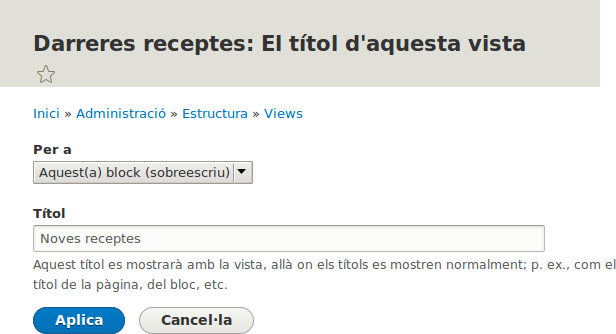 Darreres receptes: El títol d'aquesta vista
Inici » Administració » Estructura » Views
Per a
Aquest(a) block (sobreescriu)
Títol
Noves receptes
Aquest títol es mostrarà amb la vista, allà on els títols es mostren normalment; p. ex., com el
títol de la pàgina, del bloc, etc.
Aplica Cancel·la